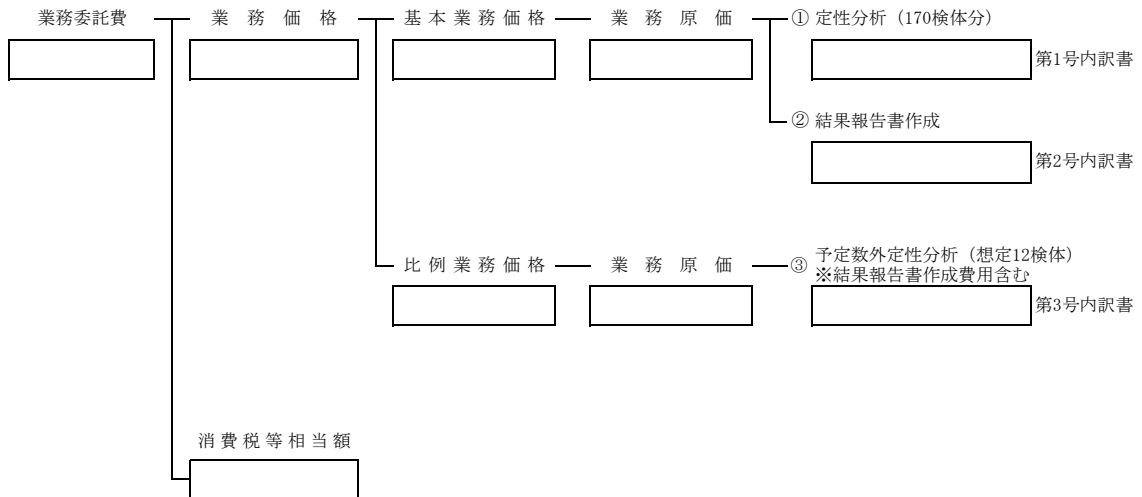 業務委託費 業務価格 基本業務価格 業務原価 ① 定性分析（170検体分）
第1号内訳書
② 結果報告書作成
第2号内訳書
比例業務価格 業務原価 ③ 予定数外定性分析（想定12検体）
※結果報告書作成費用含む
第3号内訳書
消費税等相当額